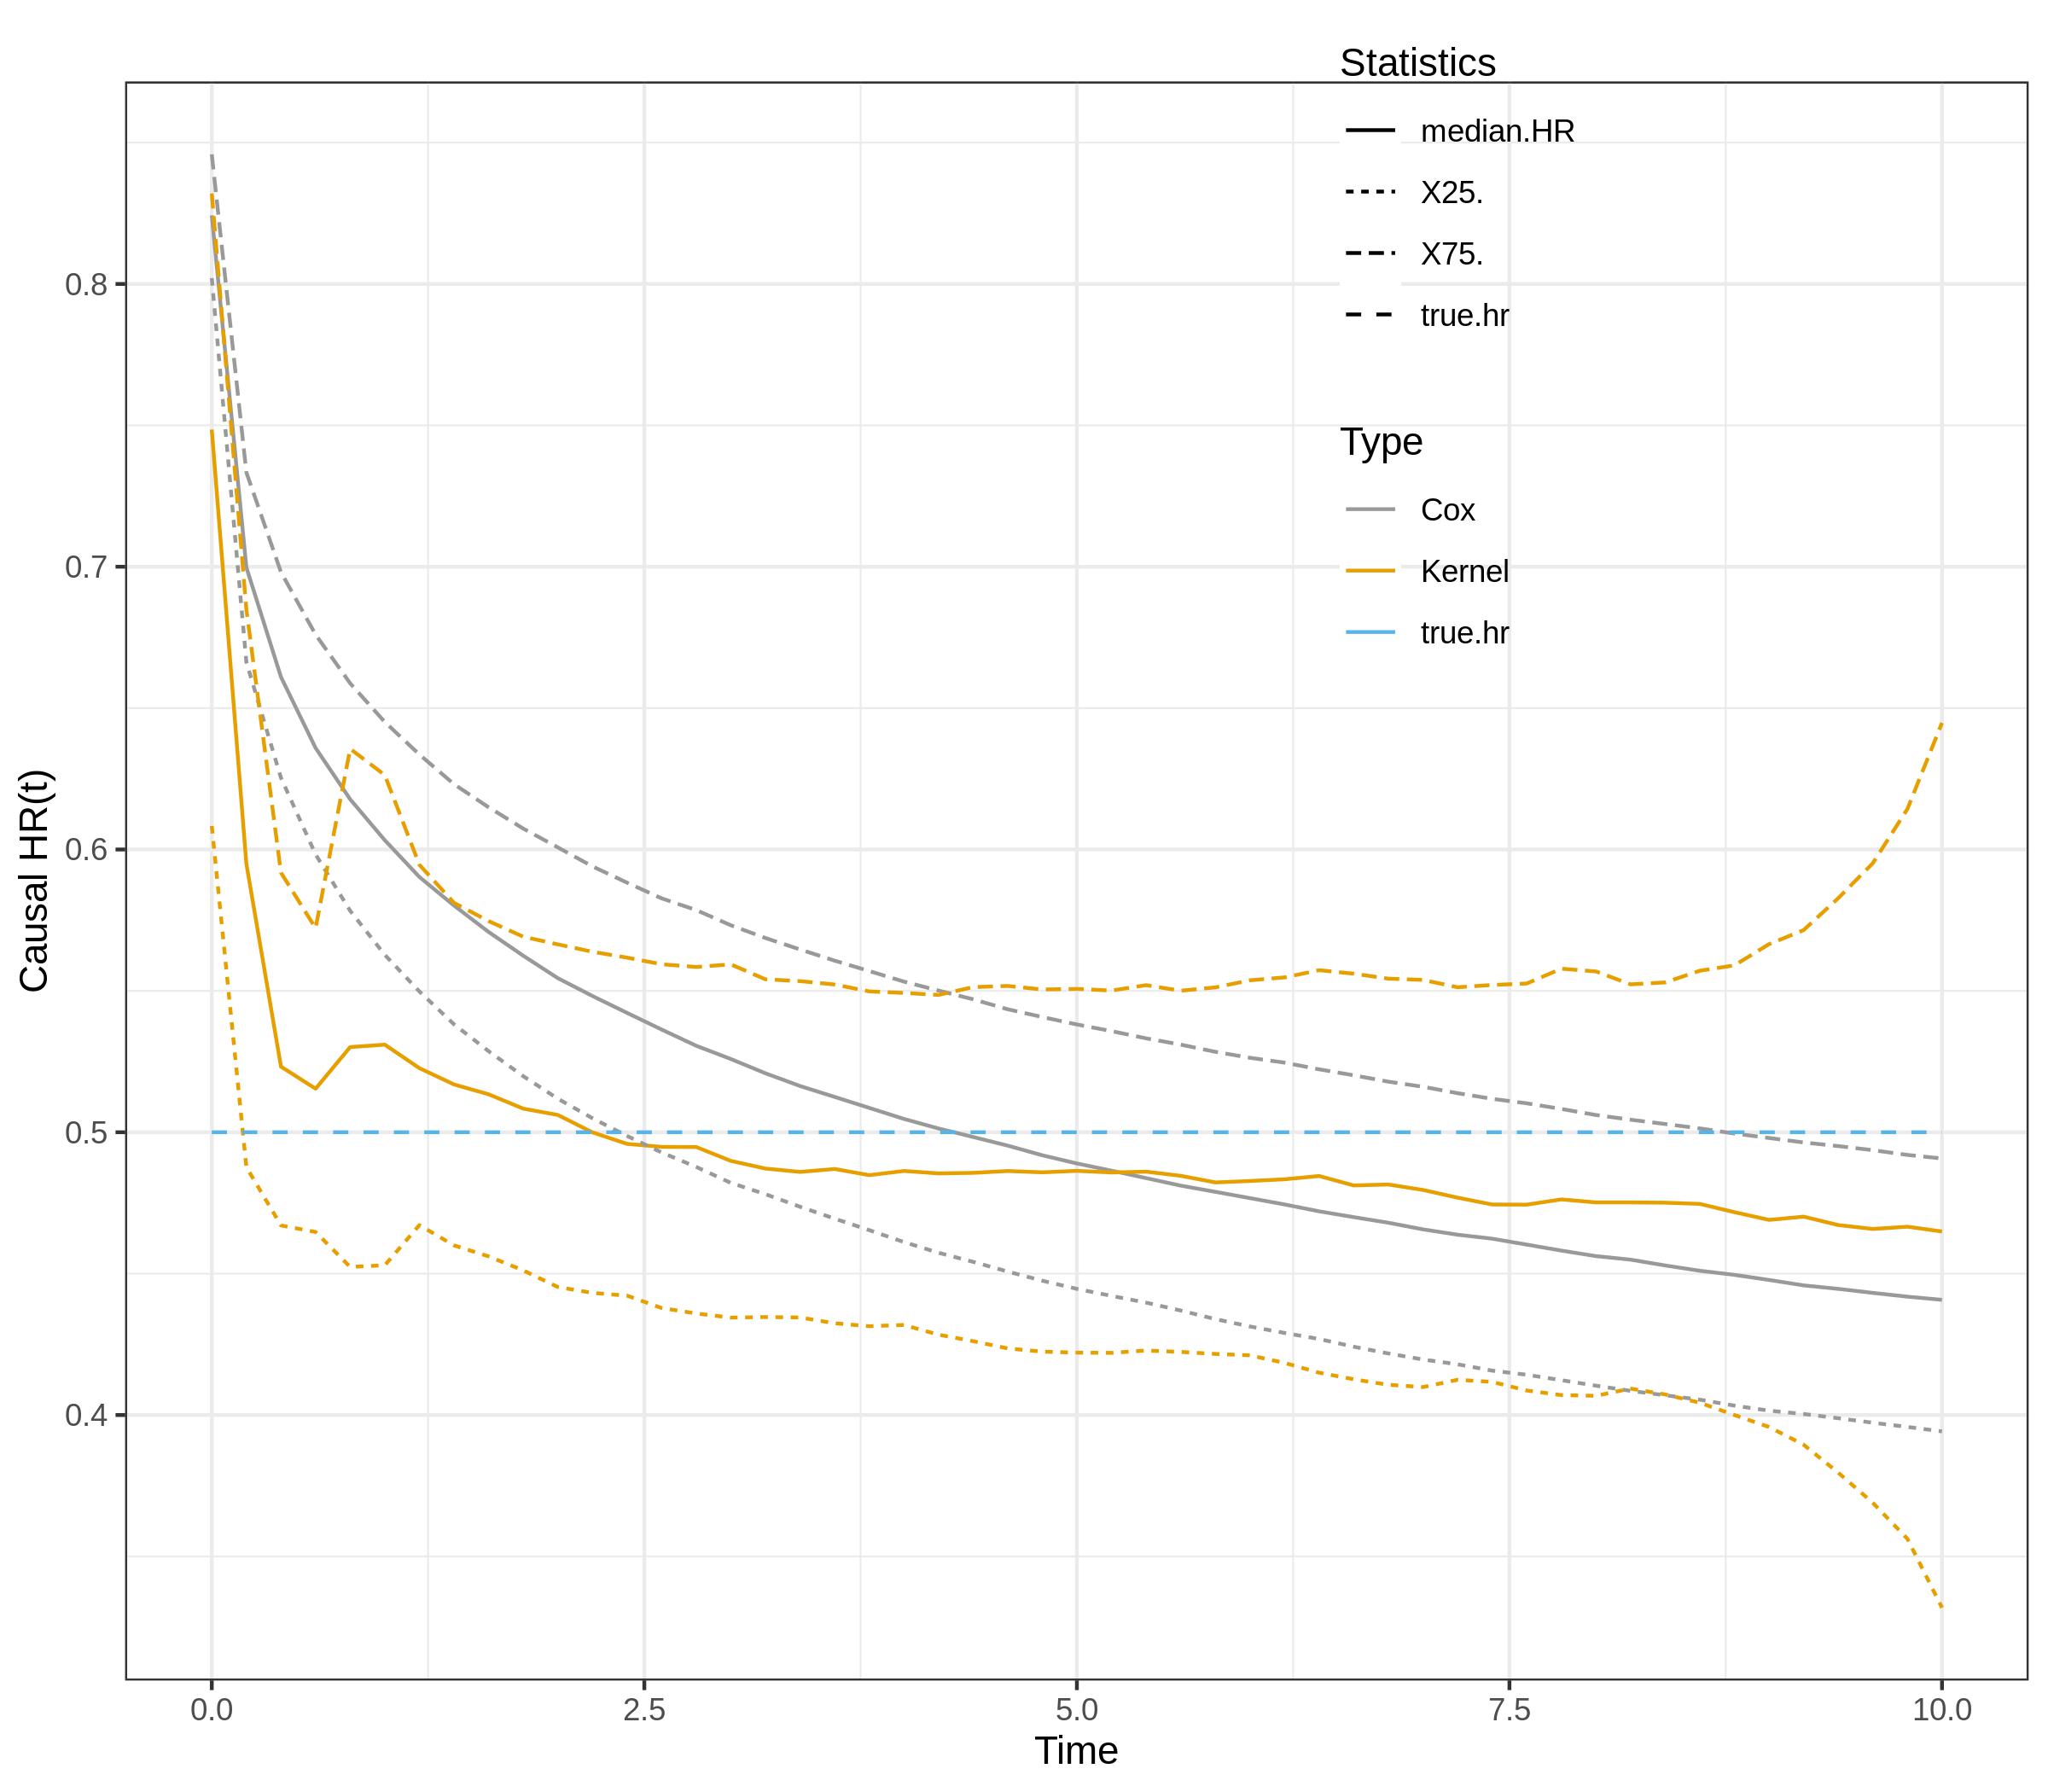 Statistics
median.HR
X25.
X75.
true.hr
Type
Cox
Kernel
true.hr
Causal HR(t)
0.8
0.7
0.6
0.5
0.4
0.0 2.5 5.0 7.5 10.0
Time